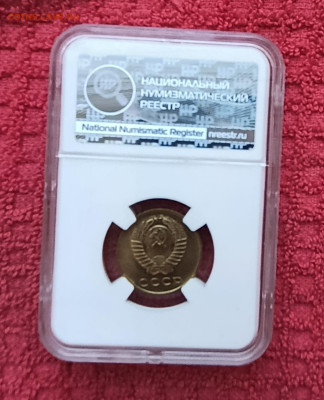 НАЦИОНАЛЬНЫЙ
НУМИЗМАТИЧЕСКИЙ
РЕЕСТР
National Numismatic Register nreestr.ru
СССР